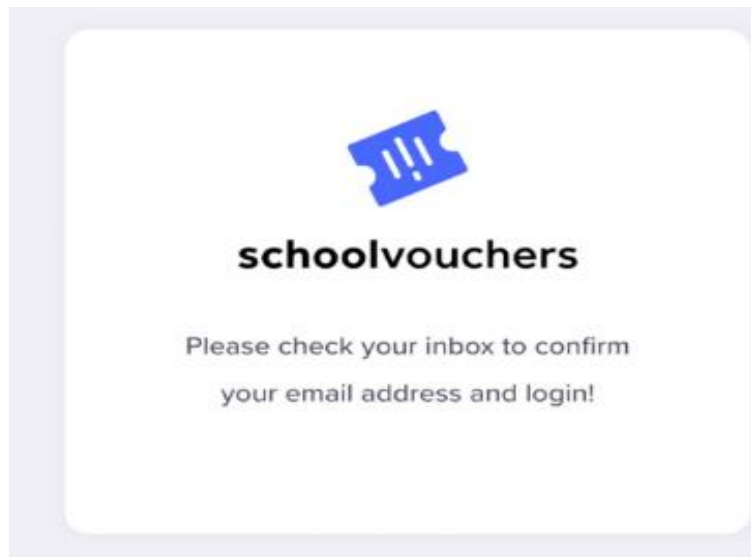 schoolvouchers
Please check your inbox to confirm
your email address and login!